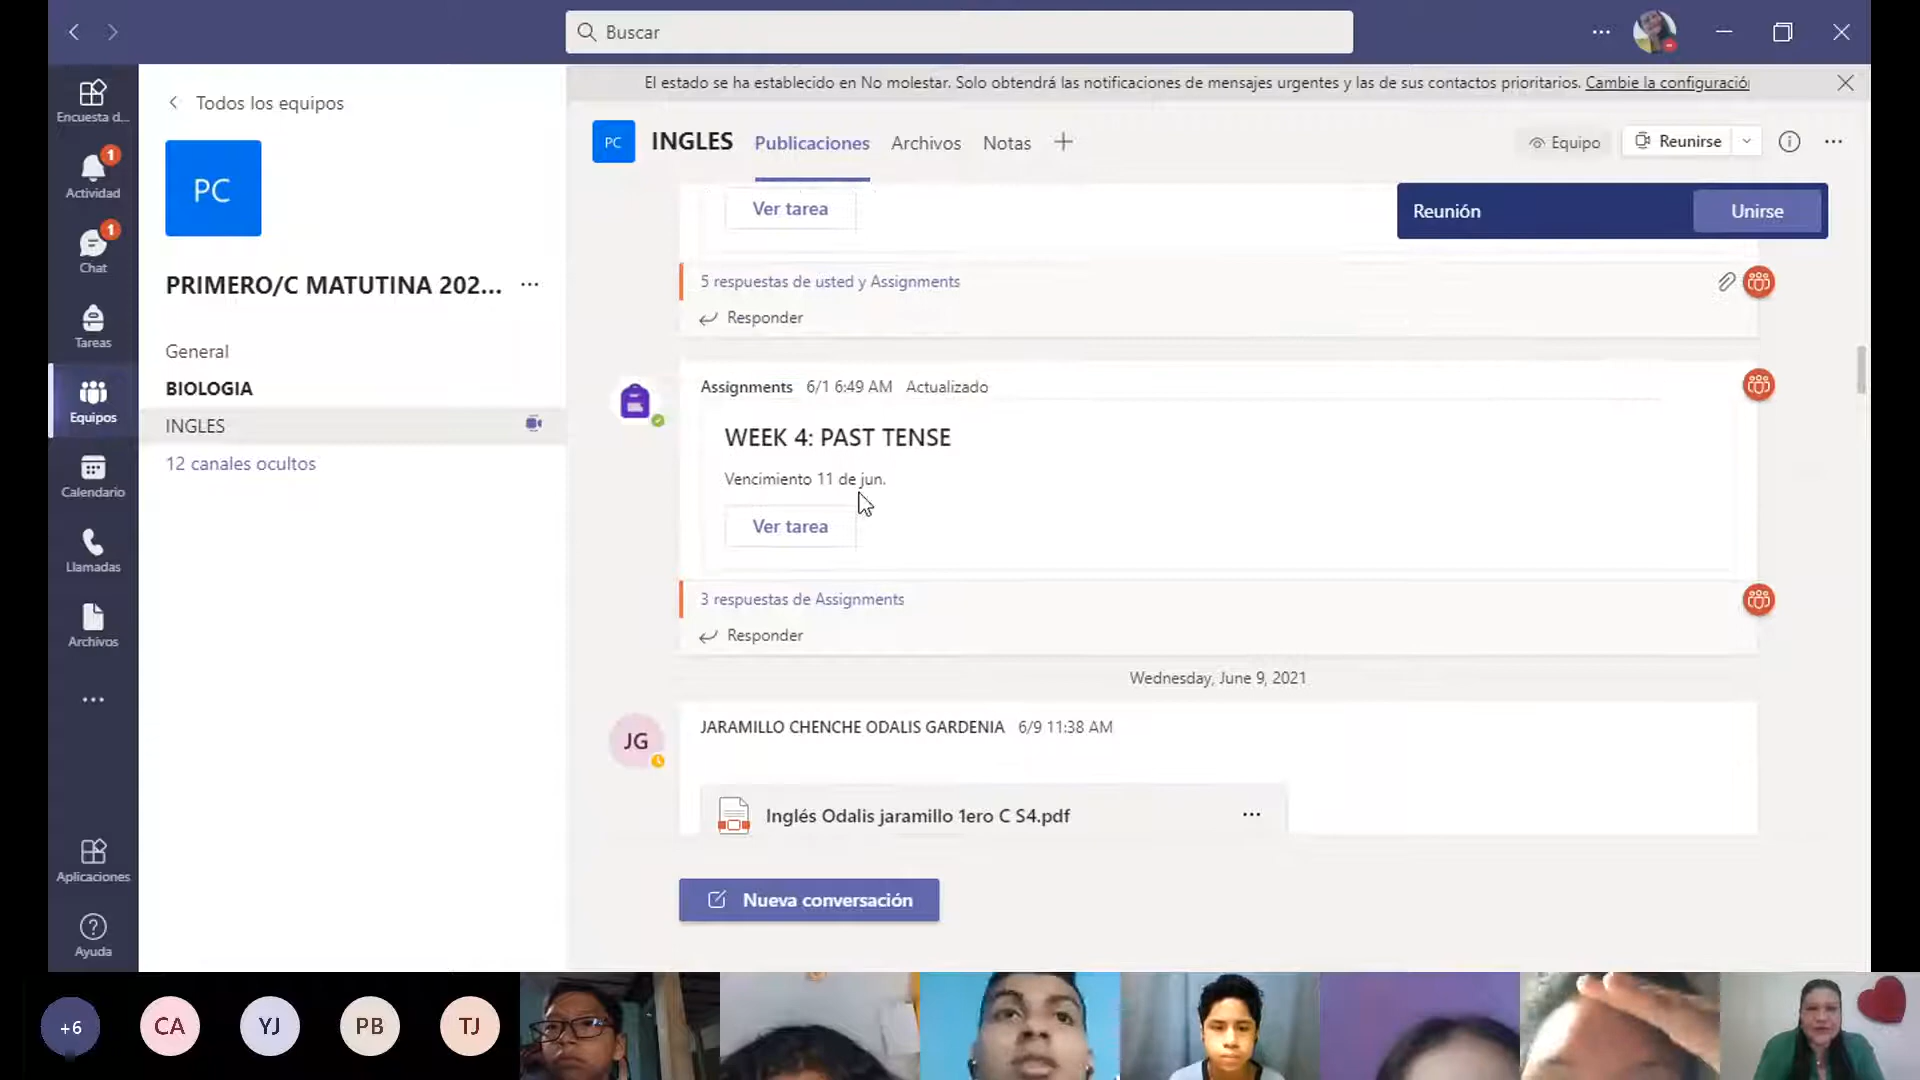 Buscar
El estado se ha establecido en No molestar. Solo obtendrá las notificaciones de mensajes urgentes y las de sus contactos prioritarios. Cambie la configuració
Encuesta d...
1
Actividad
1
Chat
Tareas
Equipos
Calendario
Llamadas
Archivos
Aplicaciones
Ayuda
Todos los equipos
PC
PRIMERO/C MATUTINA 202...
General
BIOLOGIA
INGLES
12 canales ocultos
PC
INGLES
Publicaciones
Archivos
Notas
Equipo
Reunirse
Reunión
Unirse
Ver tarea
5 respuestas de usted y Assignments
Responder
Assignments 6/1 6:49 AM Actualizado
WEEK 4: PAST TENSE
Vencimiento 11 de jun.
Ver tarea
3 respuestas de Assignments
Responder
Wednesday, June 9, 2021
JG
JARAMILLO CHENCHE ODALIS GARDENIA 6/9 11:38 AM
Inglés Odalis jaramillo 1ero C S4.pdf
Nueva conversación
+6
CA
YJ
PB
TJ